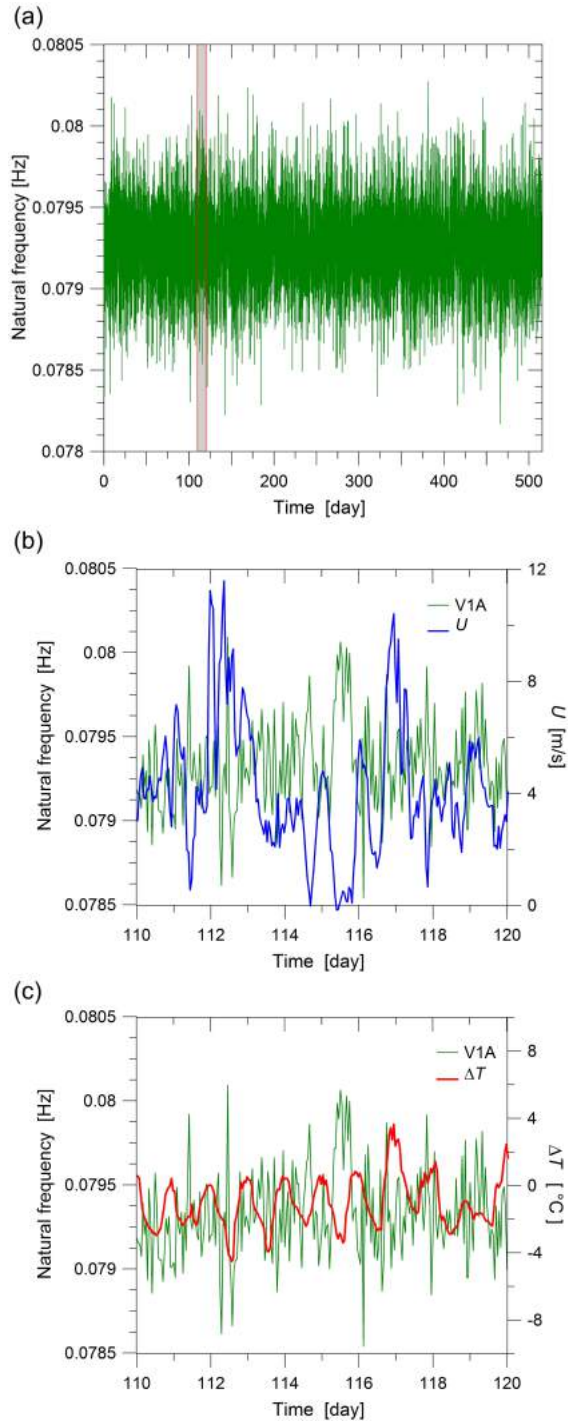 (a)
0.0805
0.08
0.0795
0.079
0.0785
0.078
Natural frequency [Hz]
0 100 200 300 400 500
Time [day]
(b)
0.0805
0.08
0.0795
0.079
0.0785
Natural frequency [Hz]
V1A
U
12
8
4
0
U [m/s]
110 112 114 116 118 120
Time [day]
(c)
0.0805
0.08
0.0795
0.079
0.0785
Natural frequency [Hz]
V1A
ΔT
8
4
0
-4
-8
ΔT [°C]
110 112 114 116 118 120
Time [day]